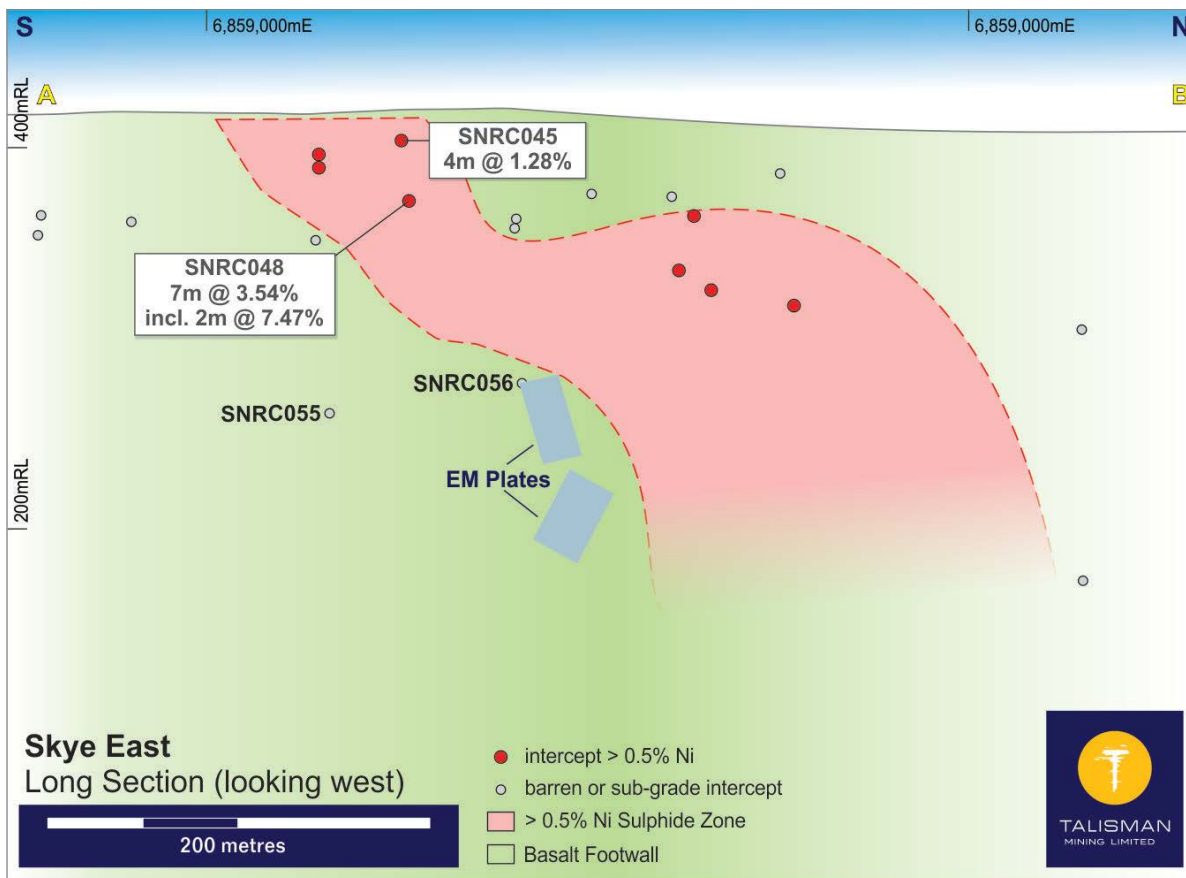 S
6,859,000mE
6,859,000mE
N
A
B
400mRL
SNRC045
4m @ 1.28%
SNRC048
7m @ 3.54%
incl. 2m @ 7.47%
SNRC056
SNRC055
EM Plates
200mRL
Skye East
Long Section (looking west)
200 metres
intercept > 0.5% Ni
barren or sub-grade intercept
> 0.5% Ni Sulphide Zone
Basalt Footwall
TALISMAN
MINING LIMITED